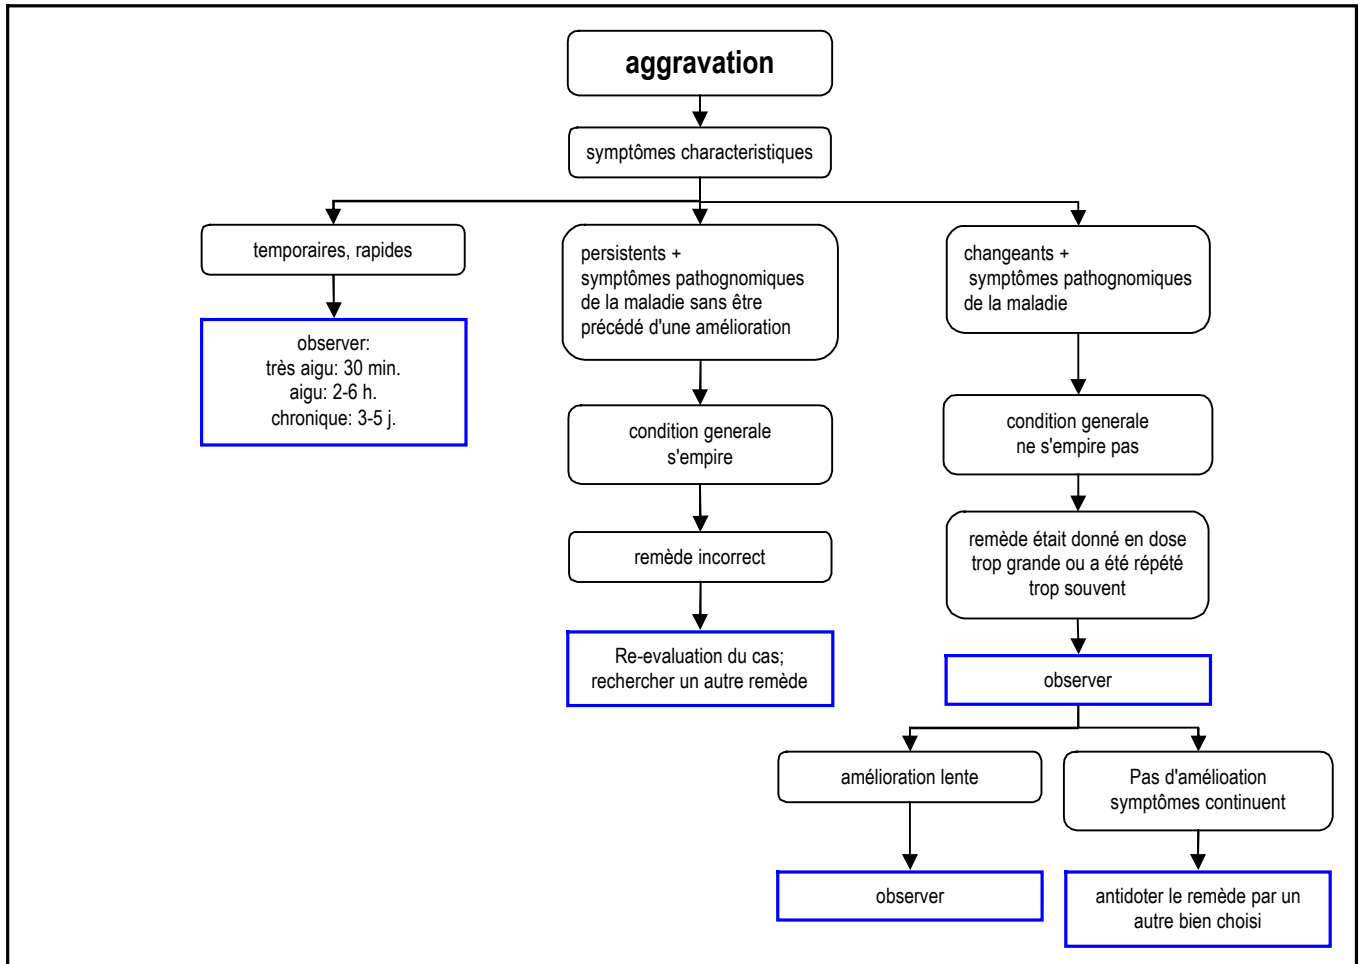 aggravation
symptômes characteristiques
temporaires, rapides
observer:
très aigu: 30 min.
aigu: 2-6 h.
chronique: 3-5 j.
persistents +
symptômes pathognomiques
de la maladie sans être
précédé d'une amélioration
condition generale
s'empire
remède incorrect
Re-evaluation du cas;
rechercher un autre remède
changeants +
symptômes pathognomiques
de la maladie
condition generale
ne s'empire pas
remède était donné en dose
trop grande ou a été répété
trop souvent
observer
amélioration lente
observer
Pas d'amélioation
symptômes continuent
antidoter le remède par un
autre bien choisi